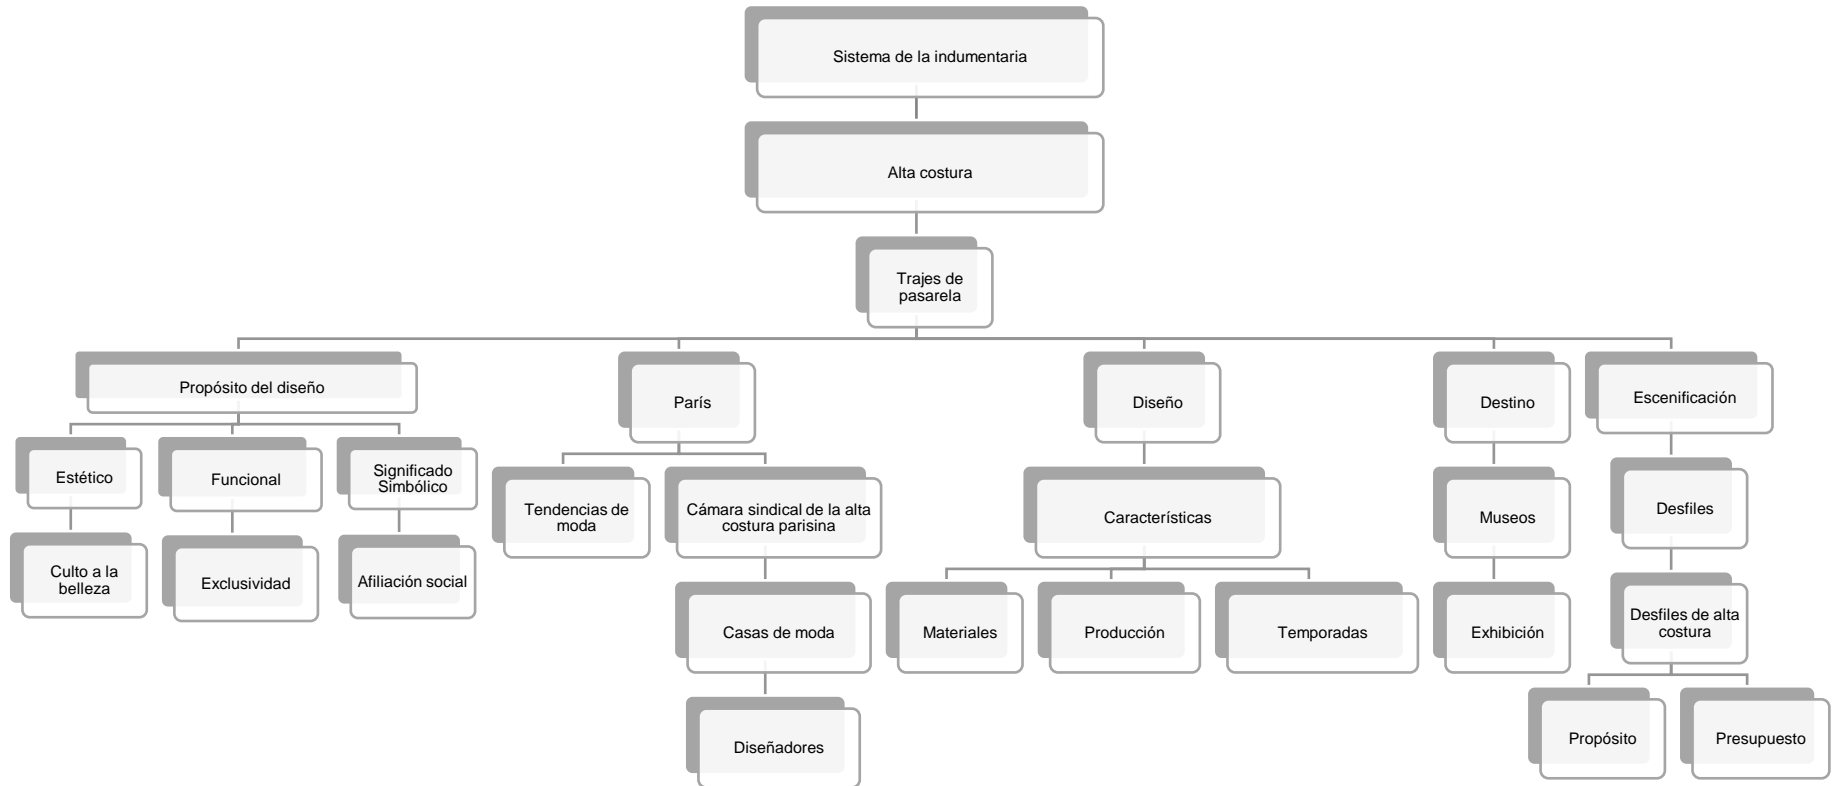 Sistema de la indumentaria
Alta costura
Trajes de
pasarela
Propósito del diseño
París
Diseño
Destino
Escenificación
Estético
Funcional
Significado
Simbólico
Tendencias de
moda
Cámara sindical de la alta
costura parisina
Características
Museos
Desfiles
Culto a la
belleza
Exclusividad
Afiliación social
Casas de moda
Materiales
Producción
Temporadas
Exhibición
Desfiles de alta
costura
Diseñadores
Propósito
Presupuesto